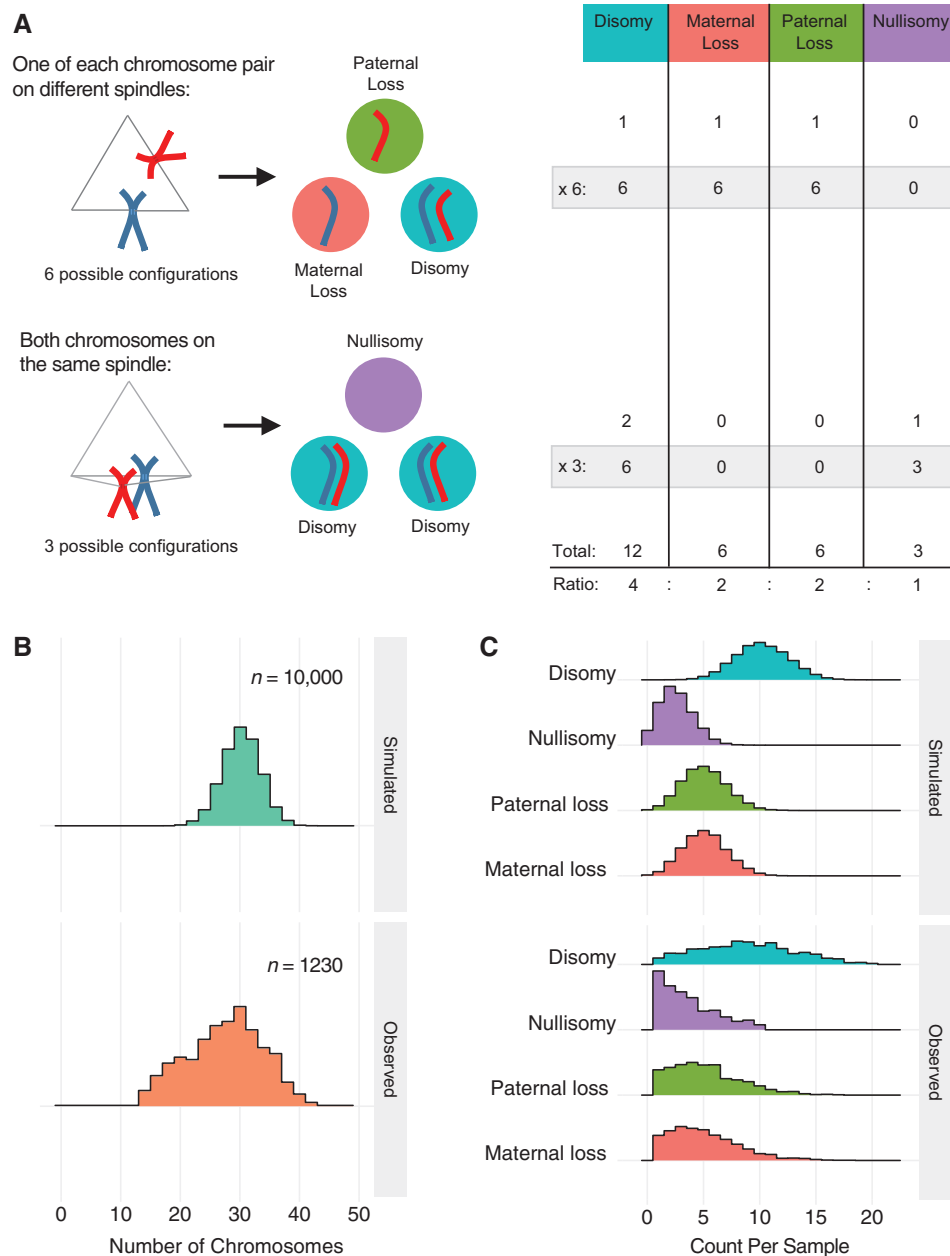 A
One of each chromosome pair
on different spindles:
6 possible configurations
Paternal
Loss
Maternal
Loss
Disomy
Both chromosomes on
the same spindle:
3 possible configurations
Nullisomy
Disomy
Disomy
Disomy
Maternal
Loss
Paternal
Loss
Nullisomy
1 1 1 0
x 6: 6 6 6 0
2 0 0 1
x 3: 6 0 0 3
Total: 12 6 6 3
Ratio: 4 : 2 : 2 : 1
B
n = 10,000
Simulated
n = 1230
Observed
0 10 20 30 40 50
Number of Chromosomes
C
Disomy
Nullisomy
Paternal loss
Maternal loss
Simulated
Disomy
Nullisomy
Paternal loss
Maternal loss
Observed
0 5 10 15 20
Count Per Sample